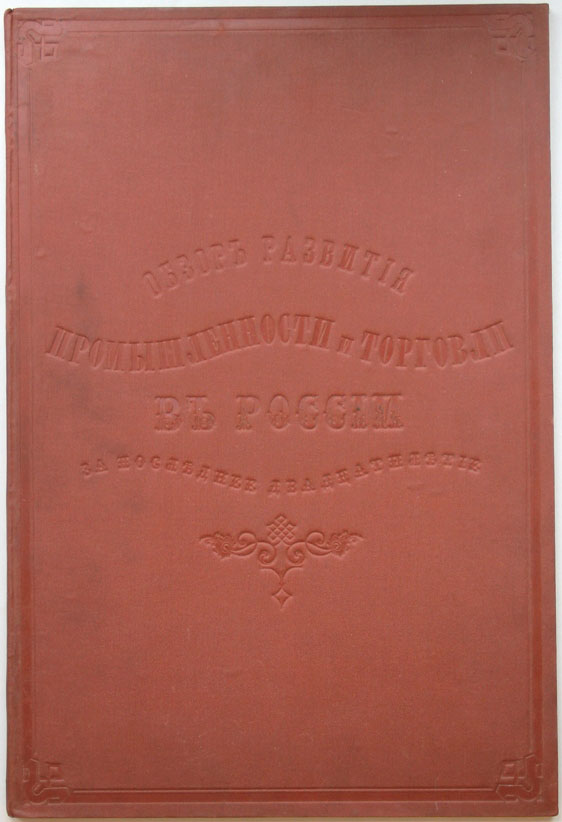 ОБЗОРЪ РАЗВИТІЯ
ПРОМЫШЛЕННОСТИ и ТОРГОВЛИ
ВЪ РОССІИ
ЗА ПОСЛѢДНЕЕ ДВАДЦАТИЛѢТІЕ